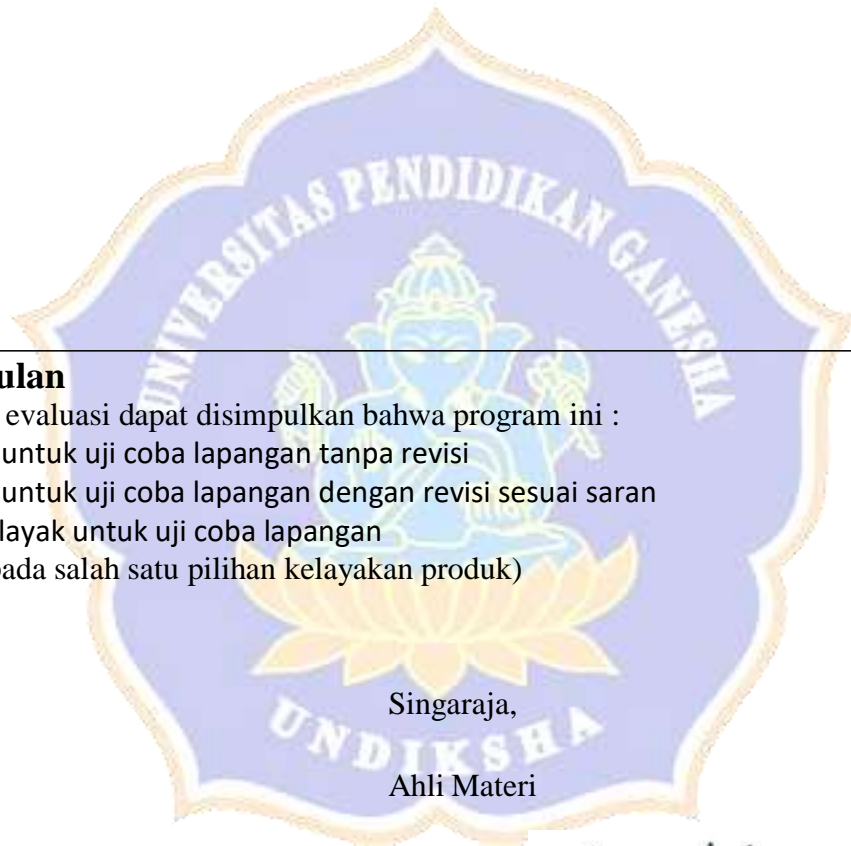 UNIVERSITAS PENDIDIKAN GANESHA
ulan
evaluasi dapat disimpulkan bahwa program ini :
untuk uji coba lapangan tanpa revisi
untuk uji coba lapangan dengan revisi sesuai saran
layak untuk uji coba lapangan
pada salah satu pilihan kelayakan produk)
Singaraja,
UNDIKSHA
Ahli Materi